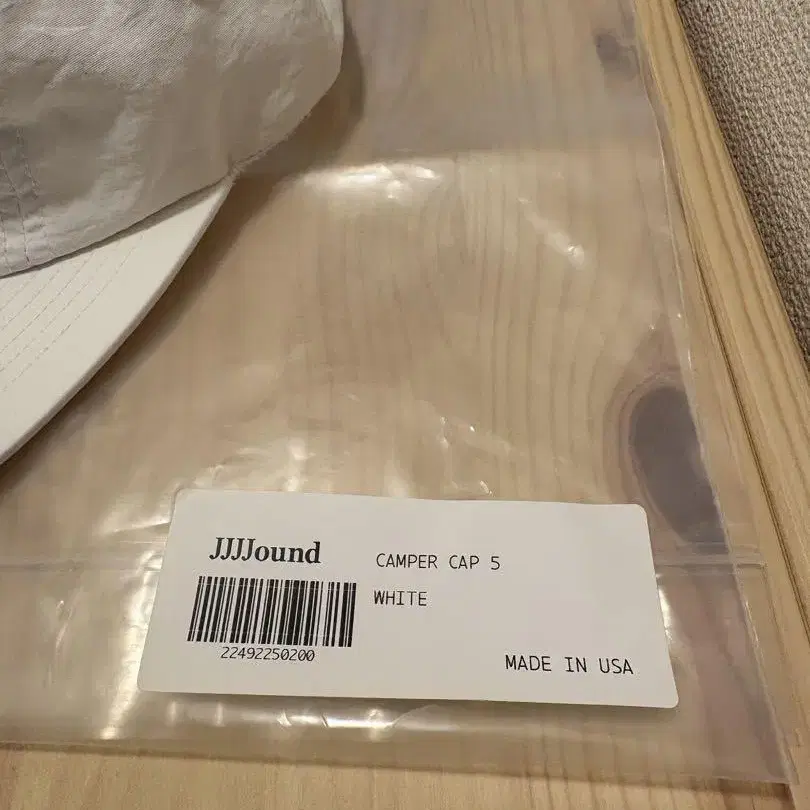 JJJJound
CAMPER CAP 5
WHITE
22492250200
MADE IN USA